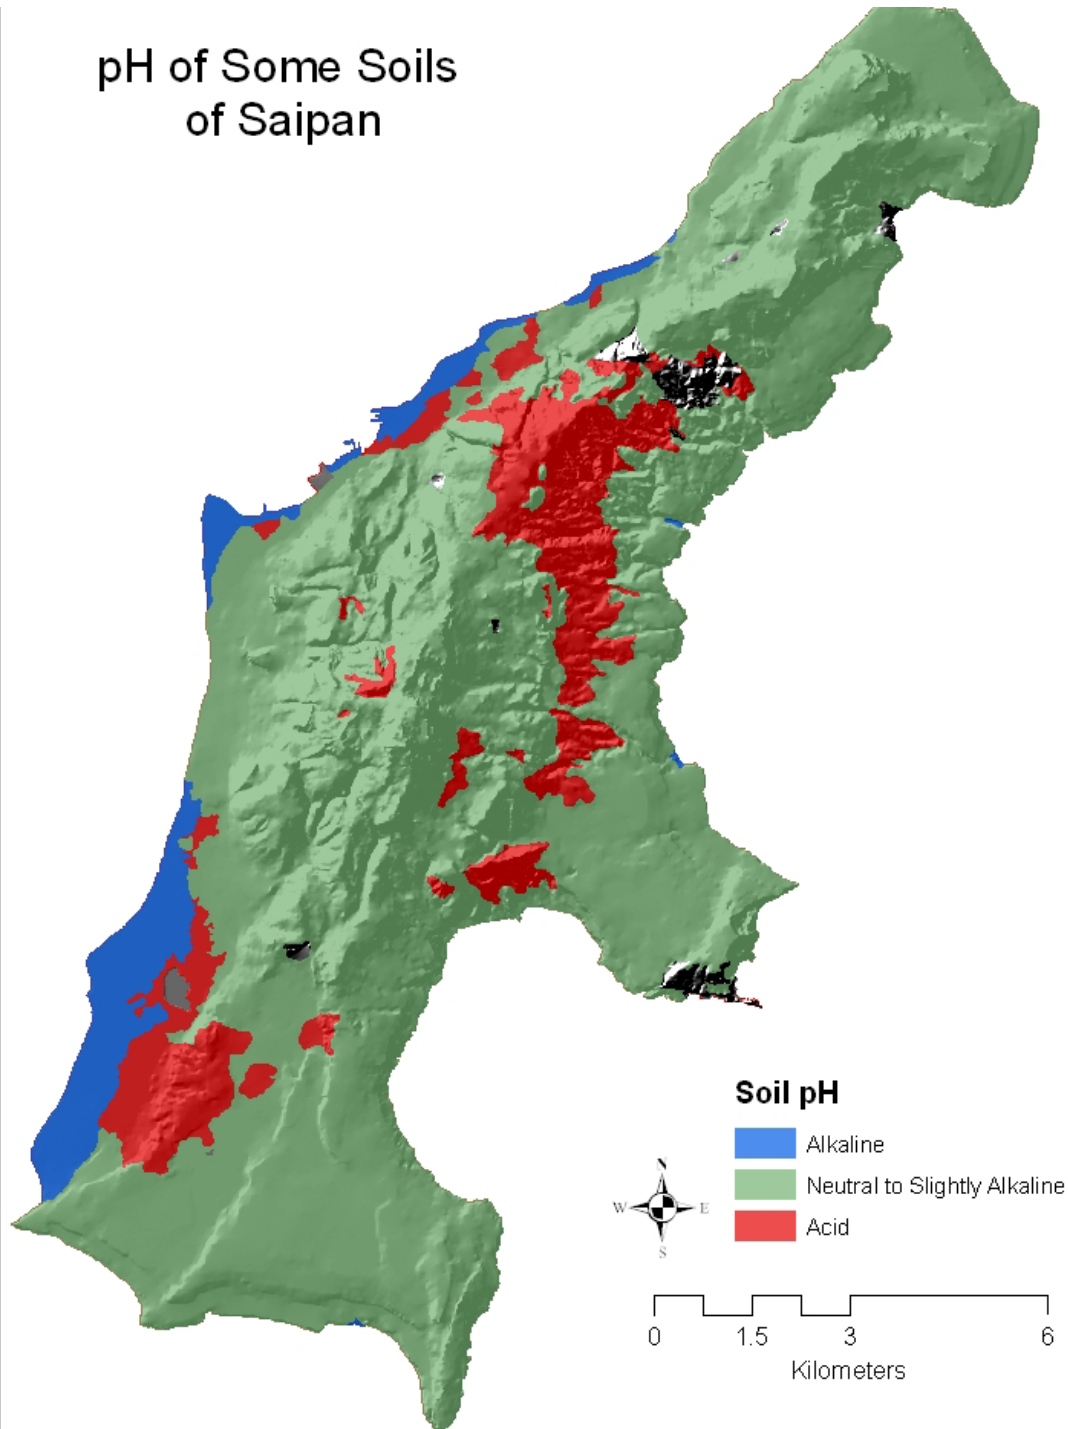 pH of Some Soils
of Saipan
Soil pH
Alkaline
Neutral to Slightly Alkaline
Acid
N
W E
S
0 1.5 3 6
Kilometers